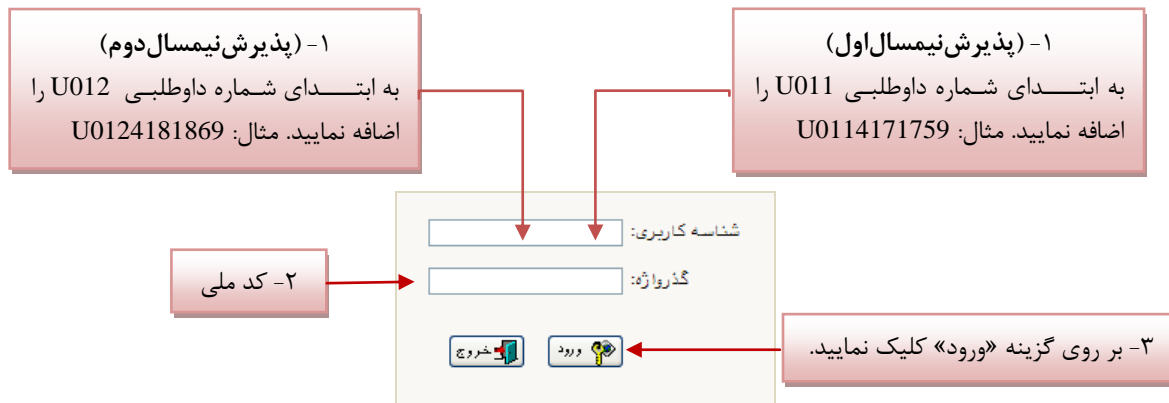 ۱- (پذیرش نیمسال اول)
به ابتدای شماره داوطلبی U011 را
اضافه نمایید. مثال: U0114171759
۱- (پذیرش نیمسال دوم)
به ابتدای شماره داوطلبی U012 را
اضافه نمایید. مثال: U0124181869
شناسه کاربری:
گذرواژه:
۲- کد ملی
ورود
خروج
۳- بر روی گزینه «ورود» کلیک نمایید.